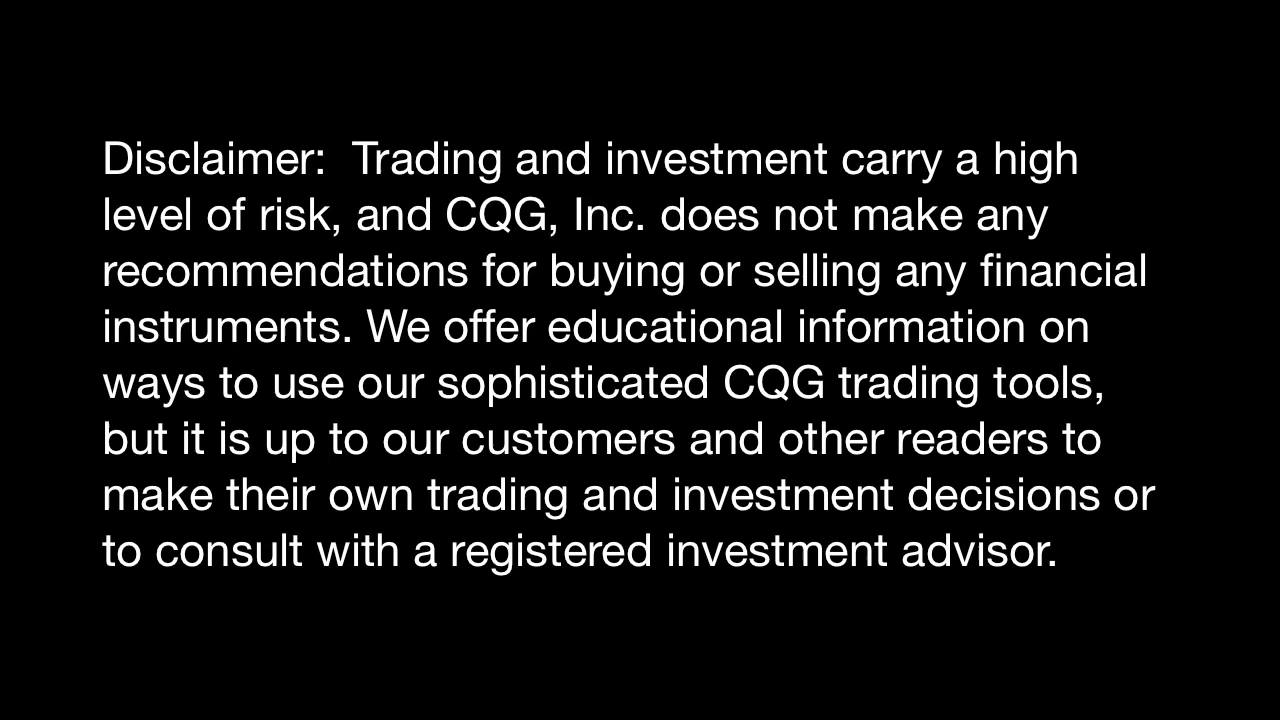 Disclaimer:  Trading and investment carry a high
level of risk, and CQG, Inc. does not make any
recommendations for buying or selling any financial
instruments. We offer educational information on
ways to use our sophisticated CQG trading tools,
but it is up to our customers and other readers to
make their own trading and investment decisions or
to consult with a registered investment advisor.